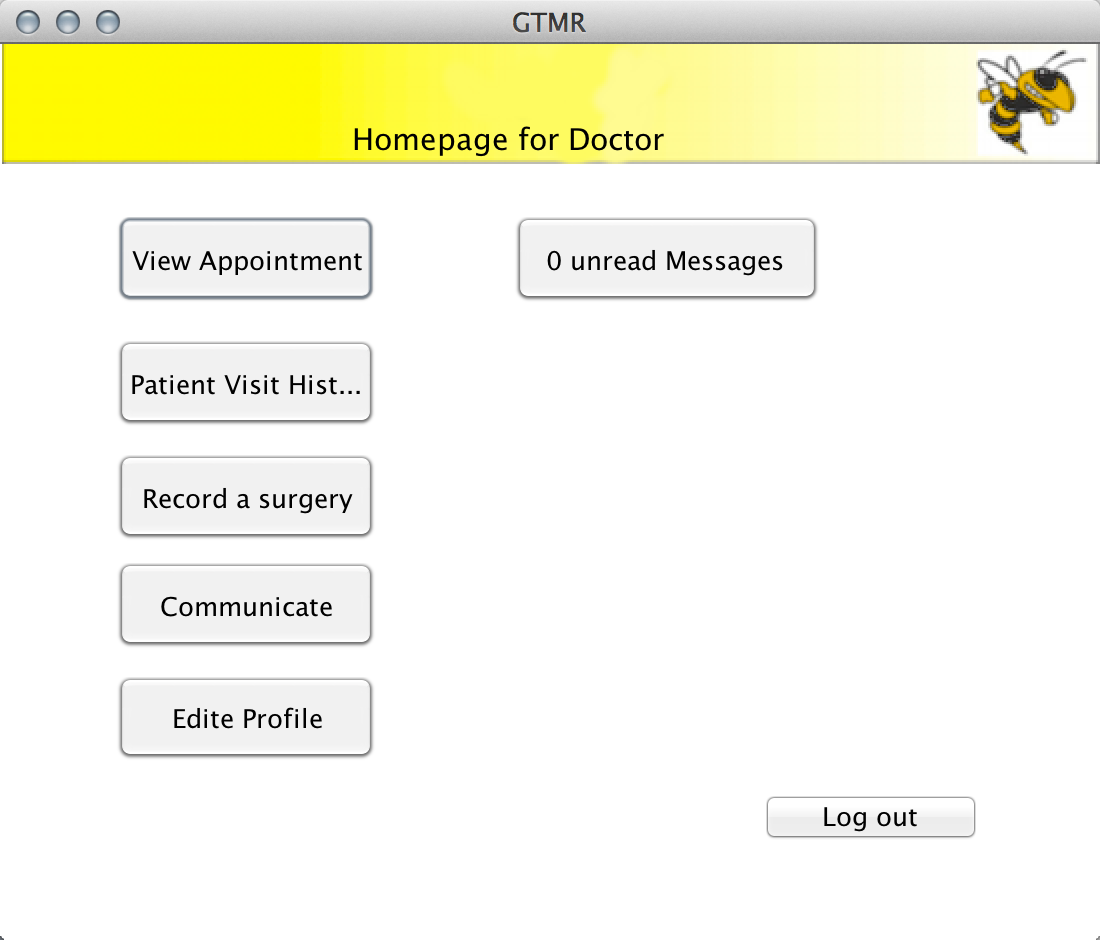 GTMR
Homepage for Doctor
View Appointment
0 unread Messages
Patient Visit Hist...
Record a surgery
Communicate
Edite Profile
Log out